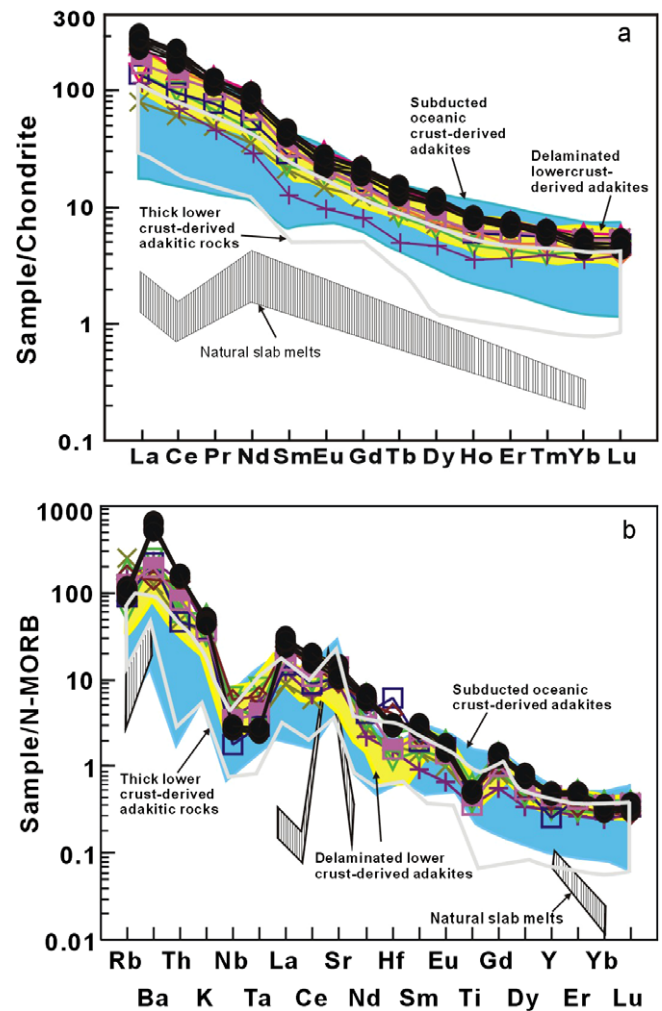 a
300
100
10
1
0.1
Sample/Chondrite
Subducted
oceanic
crust-derived
adakites
Delaminated
lowercrust-
derived adakites
Thick lower
crust-derived
adakitic rocks
Natural slab melts
La Ce Pr Nd Sm Eu Gd Tb Dy Ho Er Tm Yb Lu
b
1000
100
10
1
0.1
0.01
Sample/N-MORB
Subducted oceanic
crust-derived adakites
Thick lower
crust-derived
adakitic rocks
Delaminated lower
crust-derived adakites
Natural slab melts
Rb Th Nb La Sr Hf Eu Gd Y Yb
Ba K Ta Ce Nd Sm Ti Dy Er Lu